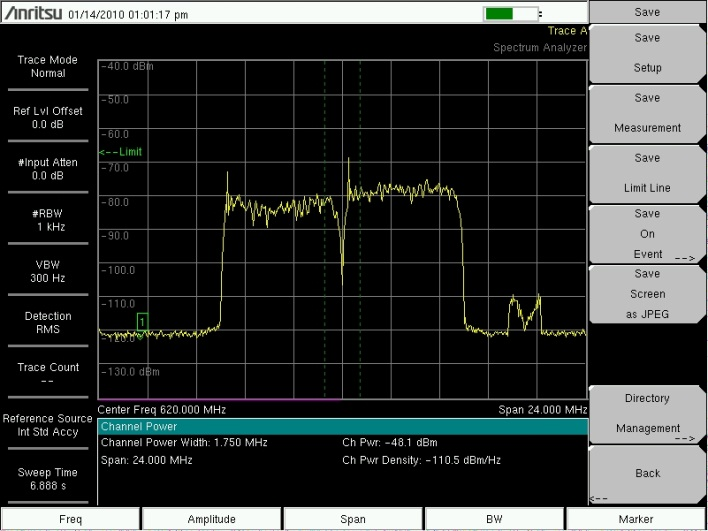 Anritsu 01/14/2010 01:01:17 pm
Trace A
Spectrum Analyzer
Trace Mode
Normal
Ref Lvl Offset
0.0 dB
#Input Atten
0.0 dB
#RBW
1 kHz
VBW
300 Hz
Detection
RMS
Trace Count
--
Reference Source
Int Std Accy
Sweep Time
6.888 s
-40.0 dBm
-50.0
-60.0
<--Limit
-70.0
-80.0
-90.0
-100.0
-110.0
1
-120.0
-130.0 dBm
Center Freq 620.000 MHz
Span 24.000 MHz
Channel Power
Channel Power Width: 1.750 MHz
Ch Pwr: -48.1 dBm
Span: 24.000 MHz
Ch Pwr Density: -110.5 dBm/Hz
Save
Save
Setup
Save
Measurement
Save
Limit Line
Save
On
Event -->
Save
Screen
as JPEG
Directory
Management
-->
Back
<--
Freq
Amplitude
Span
BW
Marker